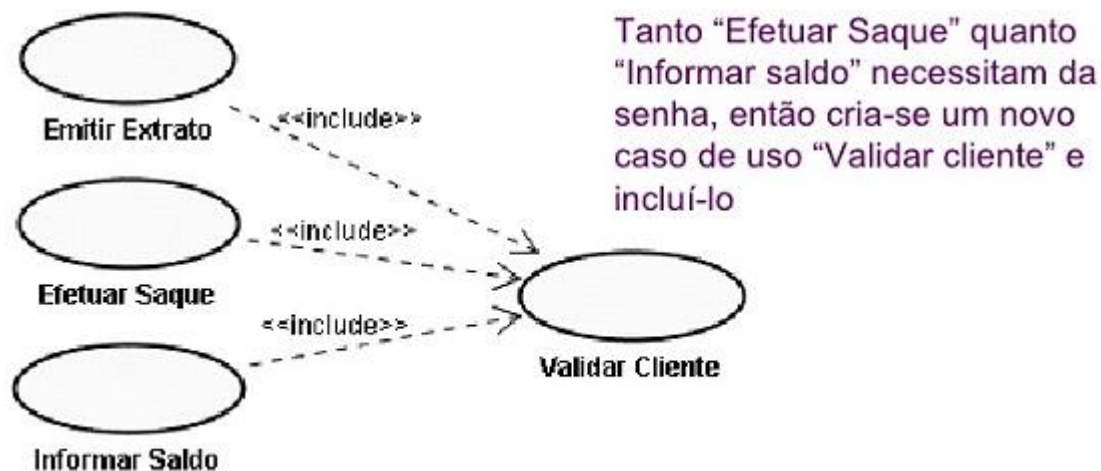 Tanto “Efetuar Saque” quanto
“Informar saldo” necessitam da
senha, então cria-se um novo
caso de uso “Validar cliente” e
incluí-lo
<<include>>
Emitir Extrato
<<include>>
Efetuar Saque
<<include>>
Validar Cliente
Informar Saldo